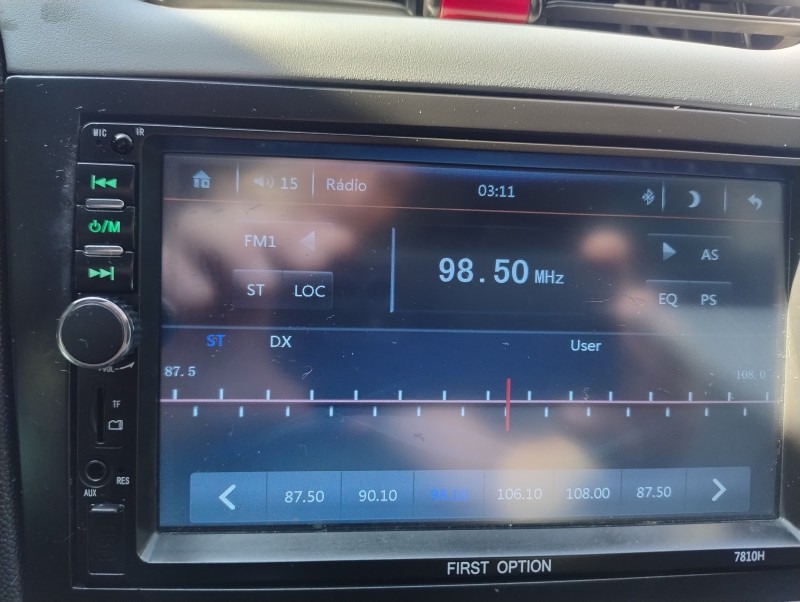 MIC IR
15 Rádio 03:11
FM1
98.50 MHz
AS
ST LOC
EQ PS
ST DX User
87.5 108.0
VOL
TF
RES
AUX
87.50 90.10 106.10 108.00 87.50
/M
FIRST OPTION
7810H